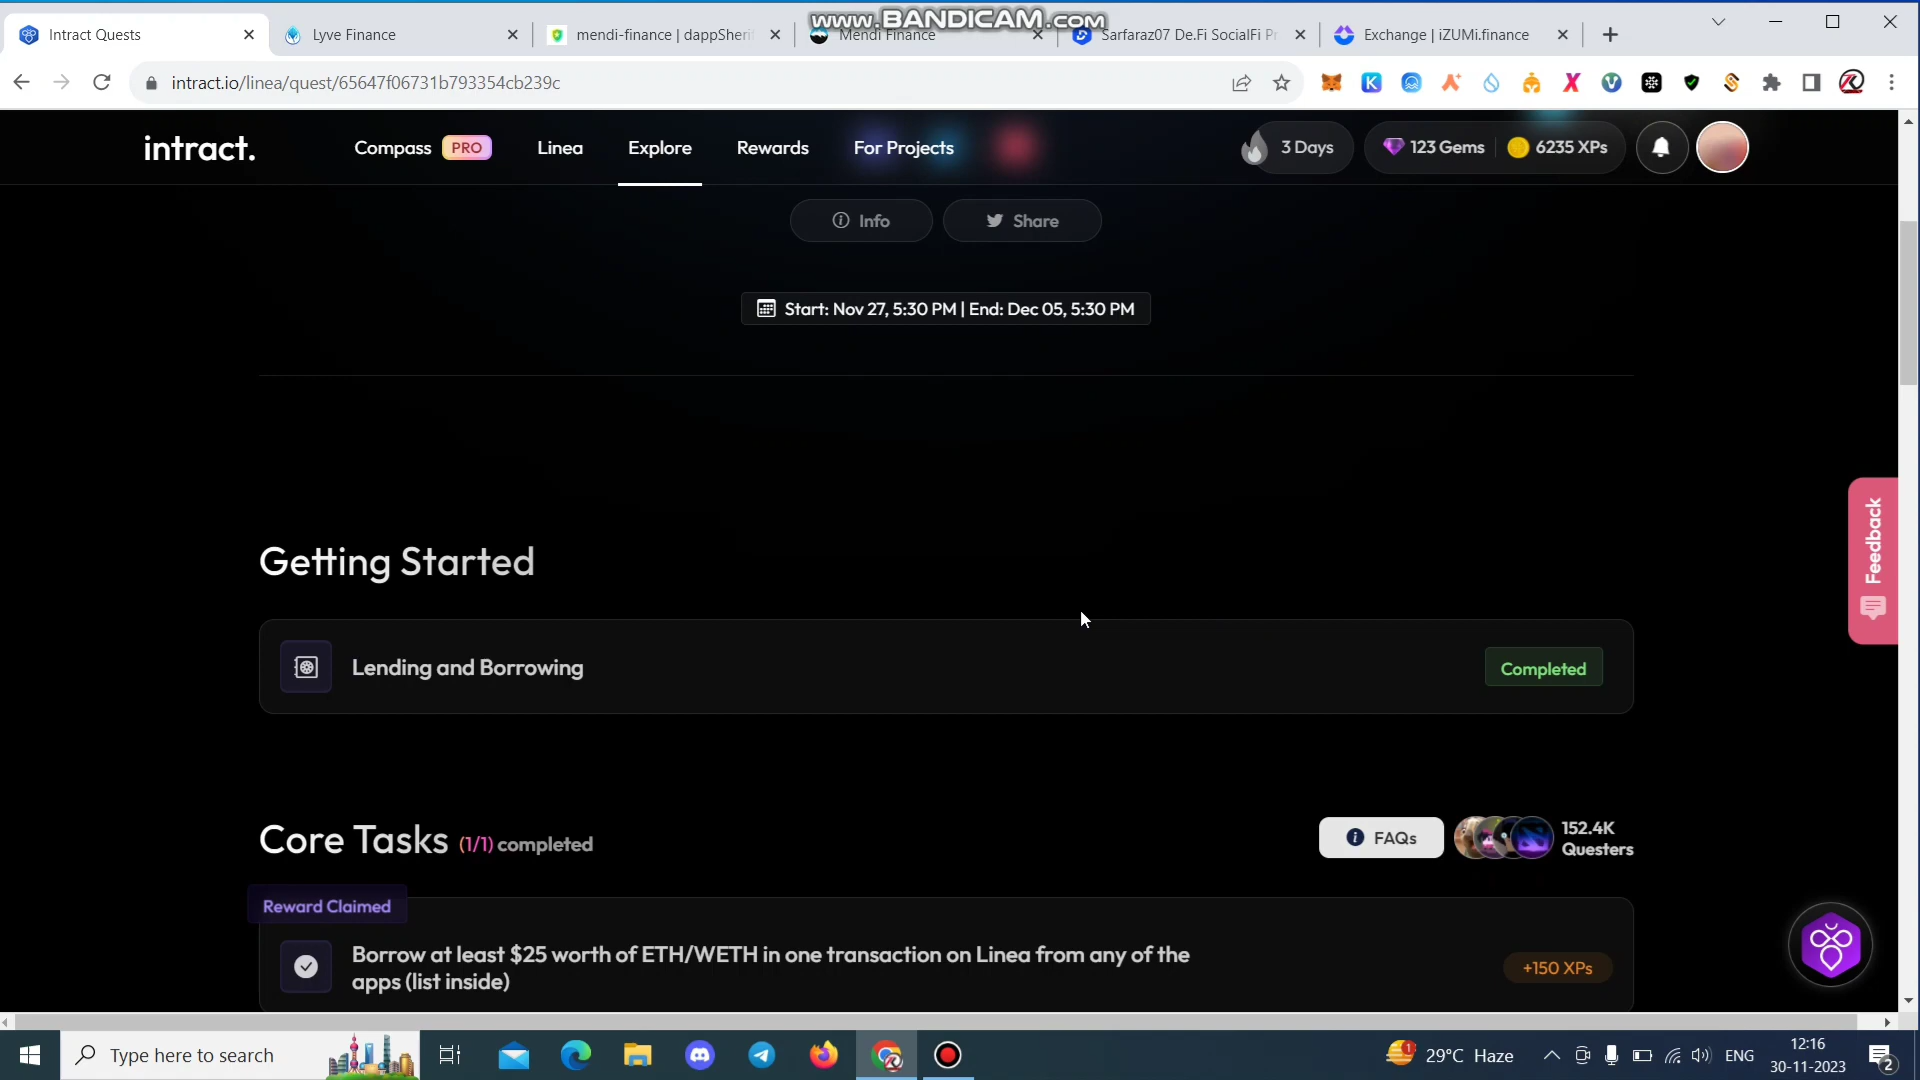 www.BANDICAM.com
Intract Quests
Lyve Finance
mendi-finance | dappSheri
Mendi Finance
Sarfaraz07 De.Fi SocialFi Pr
Exchange | iZUMi.finance
intract.io/linea/quest/65647f06731b793354cb239c
intract.
Compass PRO
Linea
Explore
Rewards
For Projects
3 Days
123 Gems
6235 XPs
Info
Share
Start: Nov 27, 5:30 PM | End: Dec 05, 5:30 PM
Feedback
Getting Started
Lending and Borrowing
Completed
Core Tasks (1/1) completed
FAQs
152.4K
Questers
Reward Claimed
Borrow at least $25 worth of ETH/WETH in one transaction on Linea from any of the
apps (list inside)
+150 XPs
Type here to search
1
29°C Haze
ENG
12:16
30-11-2023
2